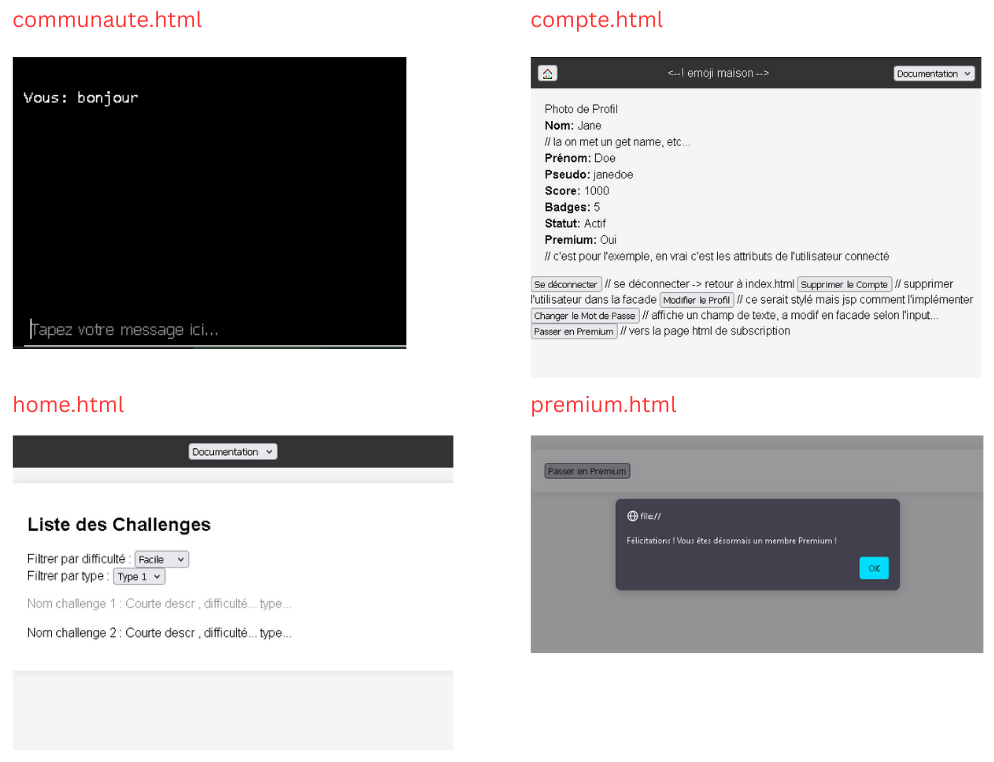 communaute.html
Vous: bonjour
Tapez votre message ici...
compte.html
<--! emoji maison -->
Documentation
Photo de Profil
Nom: Jane
// la on met un get name, etc...
Prénom: Doe
Pseudo: janedoe
Score: 1000
Badges: 5
Statut: Actif
Premium: Oui
// c'est pour l'exemple, en vrai c'est les attributs de l'utilisateur connecté
Se déconnecter // se déconnecter -> retour à index.html Supprimer le Compte // supprimer
l'utilisateur dans la facade Modifier le Profil // ce serait stylé mais jsp comment l'implémenter
Changer le Mot de Passe // affiche un champ de texte, a modif en facade selon l'input...
Passer en Premium // vers la page html de subscription
home.html
Documentation
Liste des Challenges
Filtrer par difficulté : Facile
Filtrer par type : Type 1
Nom challenge 1 : Courte descr , difficulté... type...
Nom challenge 2 : Courte descr , difficulté... type...
premium.html
Passer en Premium
file://
Félicitations ! Vous êtes désormais un membre Premium !
OK